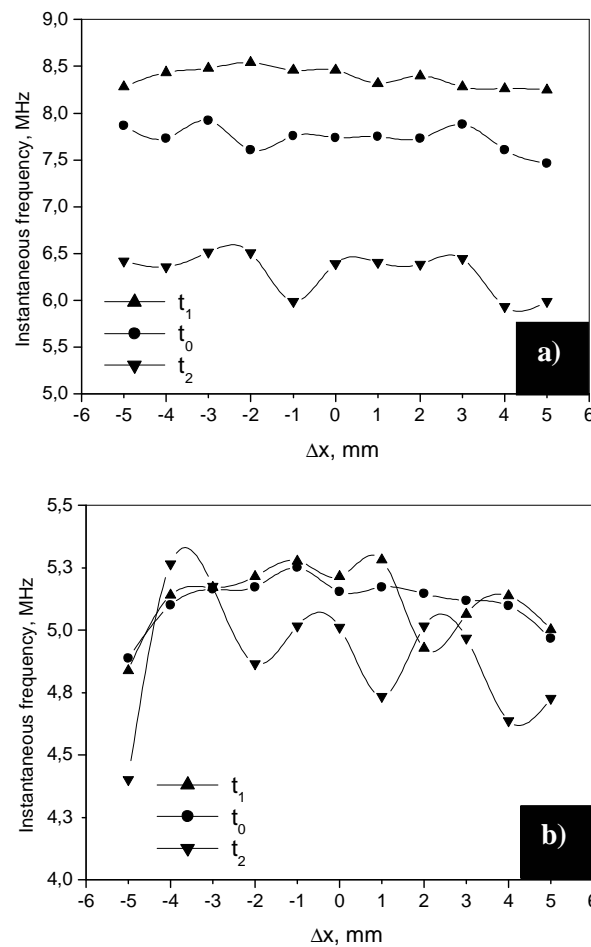 9,0
8,5
8,0
7,5
7,0
6,5
6,0
5,5
5,0
Instantaneous frequency, MHz
t₁
t₀
t₂
a)
-6 -5 -4 -3 -2 -1 0 1 2 3 4 5 6
Δx, mm
5,5
5,3
5,0
4,8
4,5
4,3
4,0
Instantaneous frequency, MHz
t₁
t₀
t₂
b)
-6 -5 -4 -3 -2 -1 0 1 2 3 4 5 6
Δx, mm